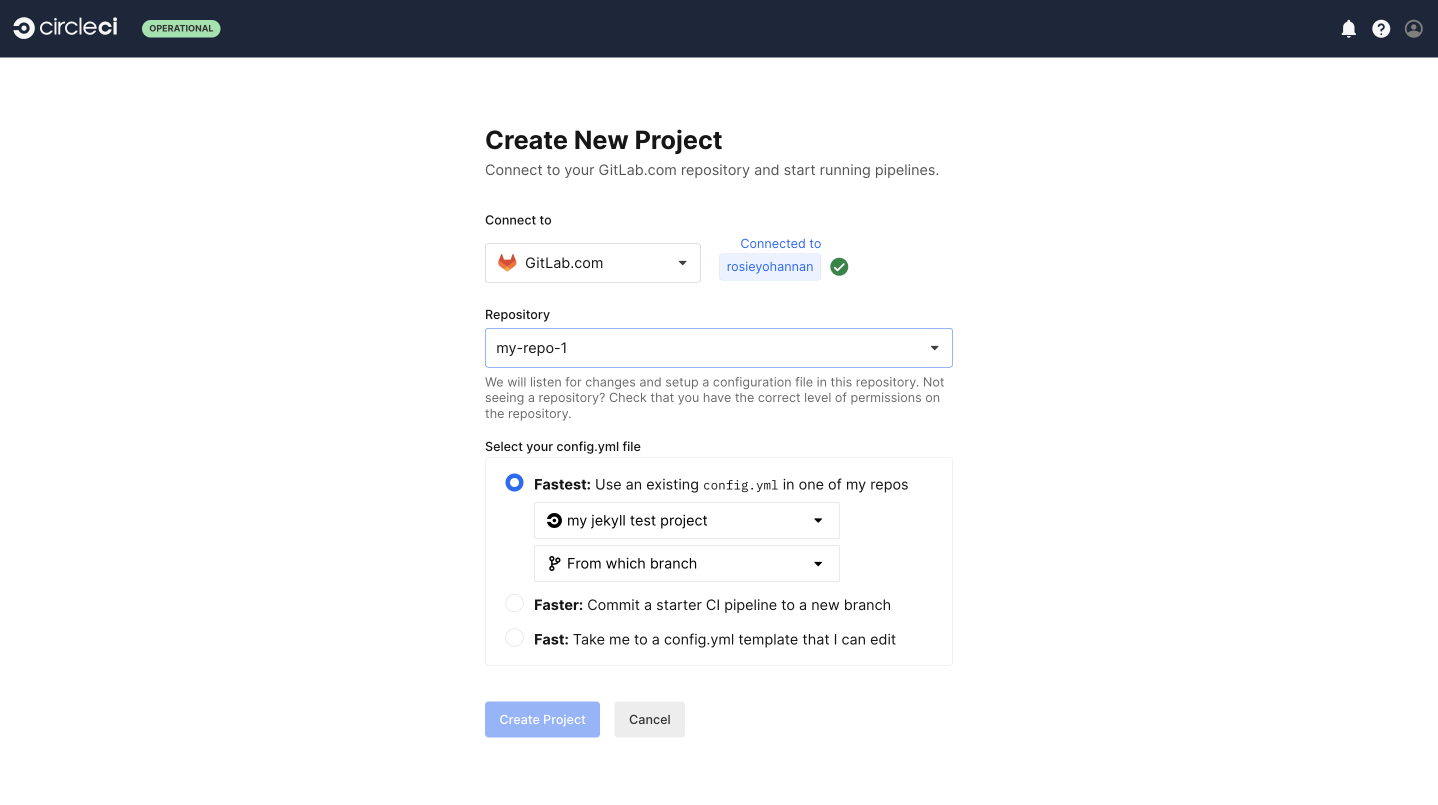 circleci
OPERATIONAL
Create New Project
Connect to your GitLab.com repository and start running pipelines.
Connect to
GitLab.com
Connected to
rosieyohannan
Repository
my-repo-1
We will listen for changes and setup a configuration file in this repository. Not
seeing a repository? Check that you have the correct level of permissions on
the repository.
Select your config.yml file
Fastest: Use an existing config.yml in one of my repos
my jekyll test project
From which branch
Faster: Commit a starter CI pipeline to a new branch
Fast: Take me to a config.yml template that I can edit
Create Project
Cancel